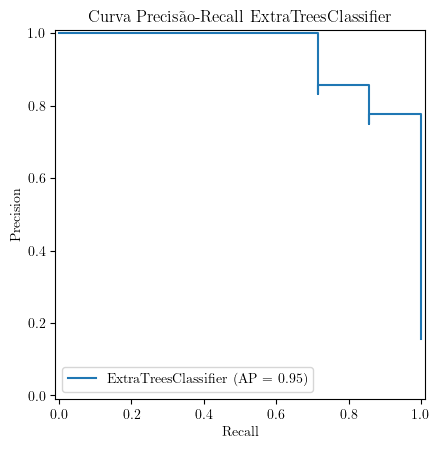 Curva Precisão-Recall ExtraTreesClassifier
1.0
0.8
0.6
0.4
0.2
0.0
Precision
ExtraTreesClassifier (AP = 0.95)
0.0 0.2 0.4 0.6 0.8 1.0
Recall